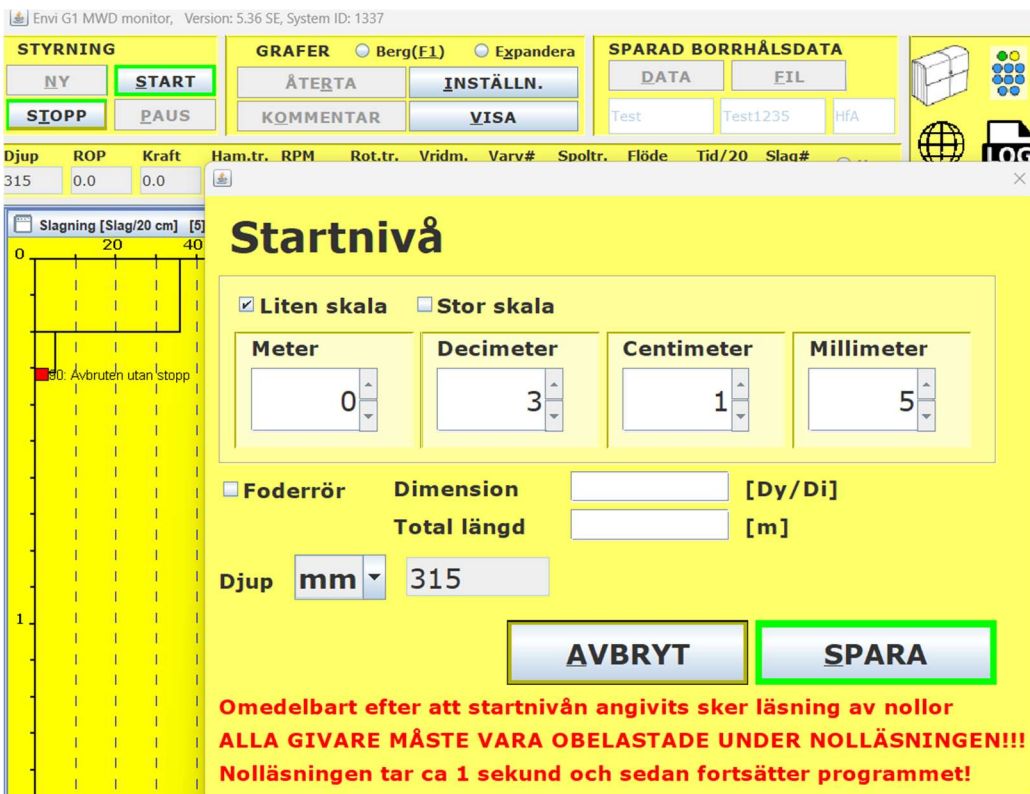 Envi G1 MWD monitor, Version: 5.36 SE, System ID: 1337
STYRNING
NY
START
STOPP
PAUS
GRAFER
Berg(F1)
Expandera
ÅTERTA
INSTÄLLN.
KOMMENTAR
VISA
SPARAD BORRHÅLSDATA
DATA
FIL
Test
Test1235
HfA
LOG
Djup ROP Kraft Ham.tr. RPM Rot.tr. Vridm. Varv# Spoltr. Flöde Tid/20 Slag#
315 0.0 0.0
Slagning [Slag/20 cm] [5]
20 40
0
90: Avbruten utan stopp
1
Startnivå
Liten skala Stor skala
Meter Decimeter Centimeter Millimeter
0 3 1 5
Foderrör Dimension [Dy/Di]
Total längd [m]
Djup mm 315
AVBRYT SPARA
Omedelbart efter att startnivån angivits sker läsning av nollor
ALLA GIVARE MÅSTE VARA OBELASTADE UNDER NOLLÄSNINGEN!!!
Nolläsningen tar ca 1 sekund och sedan fortsätter programmet!